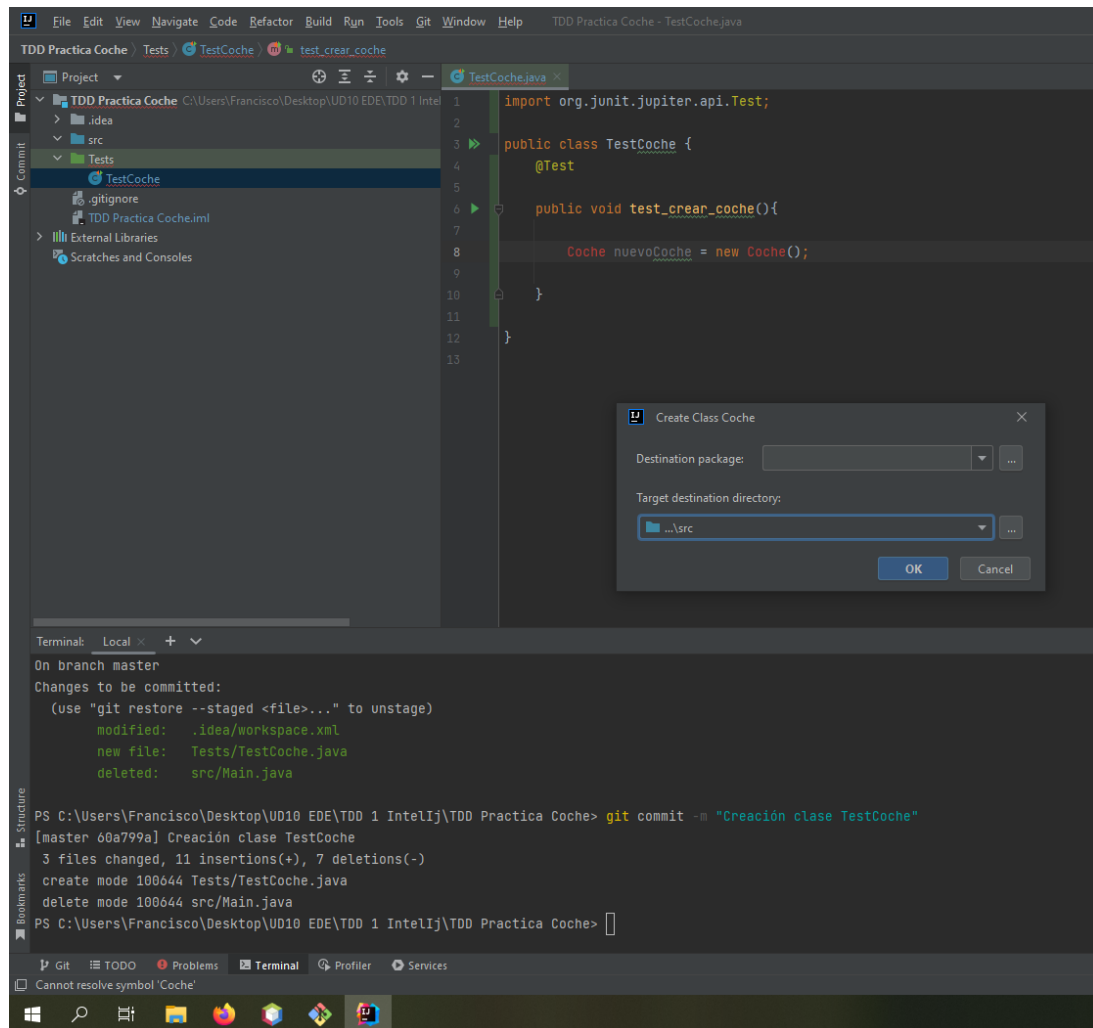 File Edit View Navigate Code Refactor Build Run Tools Git Window Help TDD Practica Coche - TestCoche.java
TDD Practica Coche Tests TestCoche m test_crear_coche
Project
Project
TDD Practica Coche C:\Users\Francisco\Desktop\UD10 EDE\TDD 1 Intel
.idea
src
Tests
TestCoche
.gitignore
TDD Practica Coche.iml
External Libraries
Scratches and Consoles
Commit
TestCoche.java
1 import org.junit.jupiter.api.Test;
2
3 public class TestCoche {
4 @Test
5
6 public void test_crear_coche(){
7
8 Coche nuevoCoche = new Coche();
9
10 }
11
12 }
13
Create Class Coche
Destination package:
...
Target destination directory:
...\src
...
OK Cancel
Terminal: Local
On branch master
Changes to be committed:
(use "git restore --staged <file>..." to unstage)
modified: .idea/workspace.xml
new file: Tests/TestCoche.java
deleted: src/Main.java
PS C:\Users\Francisco\Desktop\UD10 EDE\TDD 1 IntelIj\TDD Practica Coche> git commit -m "Creación clase TestCoche"
[master 60a799a] Creación clase TestCoche
3 files changed, 11 insertions(+), 7 deletions(-)
create mode 100644 Tests/TestCoche.java
delete mode 100644 src/Main.java
PS C:\Users\Francisco\Desktop\UD10 EDE\TDD 1 IntelIj\TDD Practica Coche>
Structure
Bookmarks
Git TODO Problems Terminal Profiler Services
Cannot resolve symbol 'Coche'